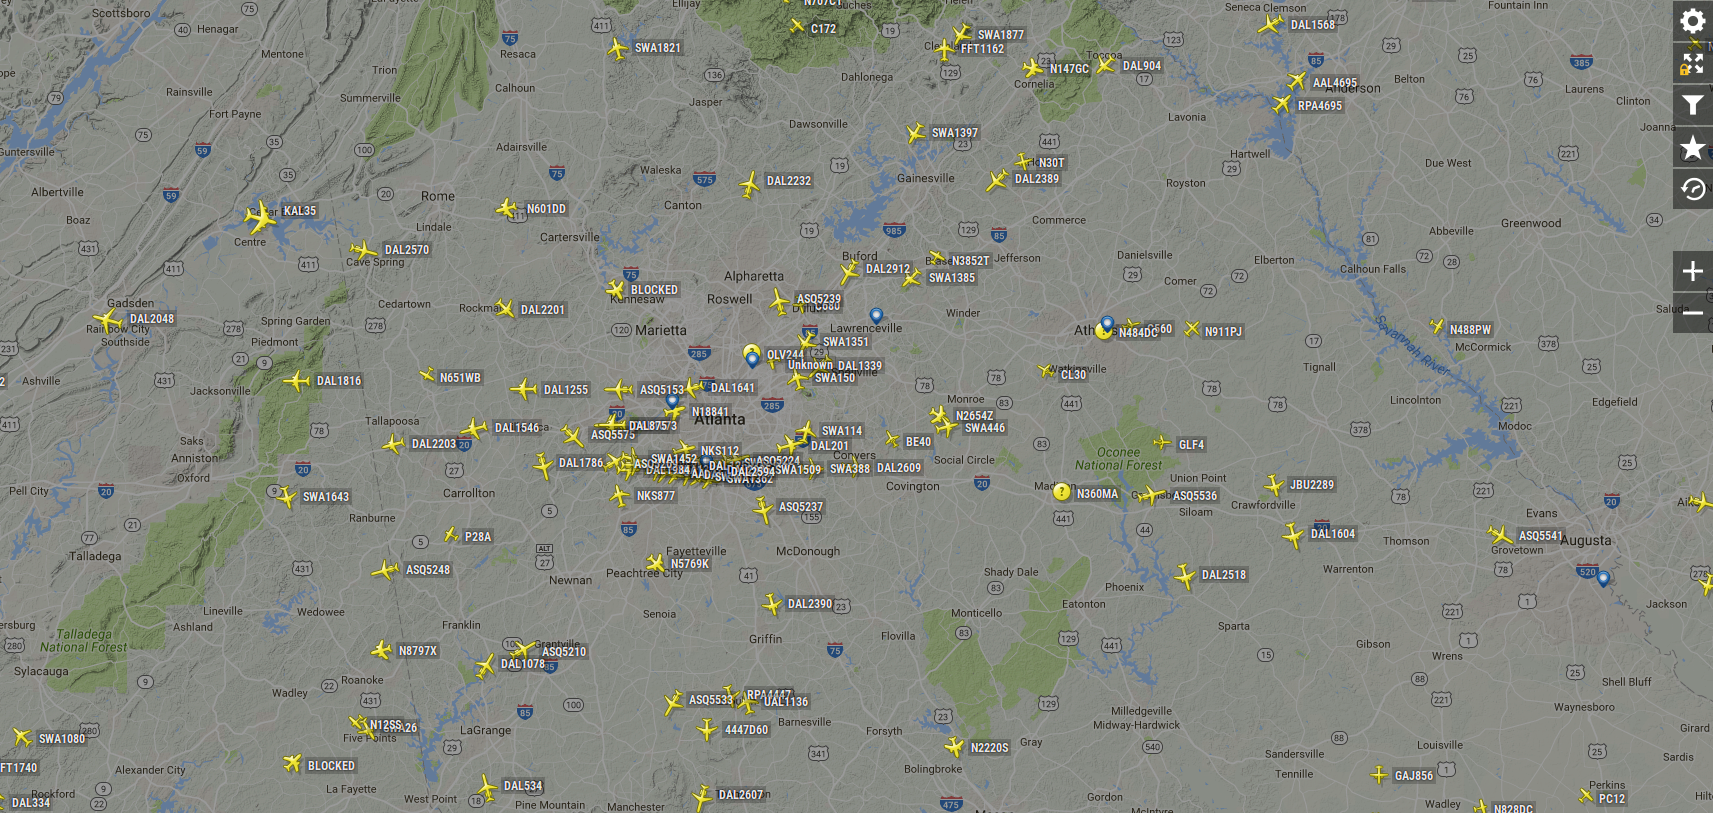 Scottsboro
LaFayette
Ellijay
N707CT
Helen
Seneca
Clemson
DAL1568
Fountain Inn
Henagar
C172
SWA1877
FFT1162
SWA1821
Resaca
Mentone
Trion
Calhoun
Dahlonega
Toccoa
DAL904
N147GC
Cornelia
AAL4695
Anderson
Belton
Laurens
Clinton
Rainsville
Summerville
Fort Payne
Jasper
Dawsonville
SWA1397
Lavonia
RPA4695
Joanna
Guntersville
Adairsville
Hartwell
Due West
Albertville
Rome
Waleska
Canton
DAL2232
Gainesville
N30T
DAL2389
Royston
Boaz
KAL35
Centre
Lindale
N601DD
Cartersville
Commerce
Abbeville
Greenwood
DAL2570
Cave Spring
Buford
DAL2912
N3852T
Jefferson
SWA1385
Danielsville
Comer
Elberton
Calhoun Falls
Gadsden
DAL2048
Rainbow City
Southside
Cedartown
DAL2201
BLOCKED
Kennesaw
Alpharetta
Roswell
ASQ5239
Saluda
Spring Garden
Piedmont
Marietta
Lawrenceville
Winder
N484DC
N911PJ
N488PW
McCormick
Savannah River
SWA1351
OLV244
Unknown
DAL1339
SWA150
Tignall
Ashville
Jacksonville
DAL1816
N651WB
DAL1255
ASQ5153
DAL1641
CL30
Watkinsville
Monroe
Lincolnton
Edgefield
Tallapoosa
DAL1546
N18841
Atlanta
ASQ5575
N2654Z
SWA446
Modoc
Saks
Anniston
Oxford
DAL2203
SWA114
DAL201
BE40
GLF4
DAL1786
NKS112
SWA1452
ASQ5224
DAL2594
SWA1509
SWA388
DAL2609
Conyers
Social Circle
Oconee
National Forest
SWA1643
Carrollton
NKS877
SWA1362
Covington
N360MA
Union Point
ASQ5536
Siloam
JBU2289
Crawfordville
Evans
Ranburne
P28A
ASQ5237
DAL1604
Thomson
ASQ5541
Grovetown
Augusta
Talladega
ASQ5248
Newnan
Fayetteville
Peachtree City
N5769K
McDonough
Shady Dale
Phoenix
DAL2518
Warrenton
Lineville
Wedowee
Ashland
Senoia
DAL2390
Monticello
Eatonton
Jackson
Franklin
Griffin
Flovilla
Sparta
Gibson
Wrens
Talladega
National Forest
Sylacauga
N8797X
Roanoke
Grantville
ASQ5210
DAL1078
Shell Bluff
Wadley
LaGrange
ASQ5533
RPA4447
UAL1136
Barnesville
Milledgeville
Midway-Hardwick
Waynesboro
SWA1080
N12SS
Five Points
4447D60
Forsyth
N2220S
Gray
Sandersville
Tennille
Louisville
Girard
Sardis
FT1740
Alexander City
BLOCKED
La Fayette
Bolingbroke
GAJ856
Perkins
PC12
DAL334
Rockford
West Point
DAL534
Pine Mountain
Manchester
DAL2607
Gordon
McIntyre
Wadley
N828DC